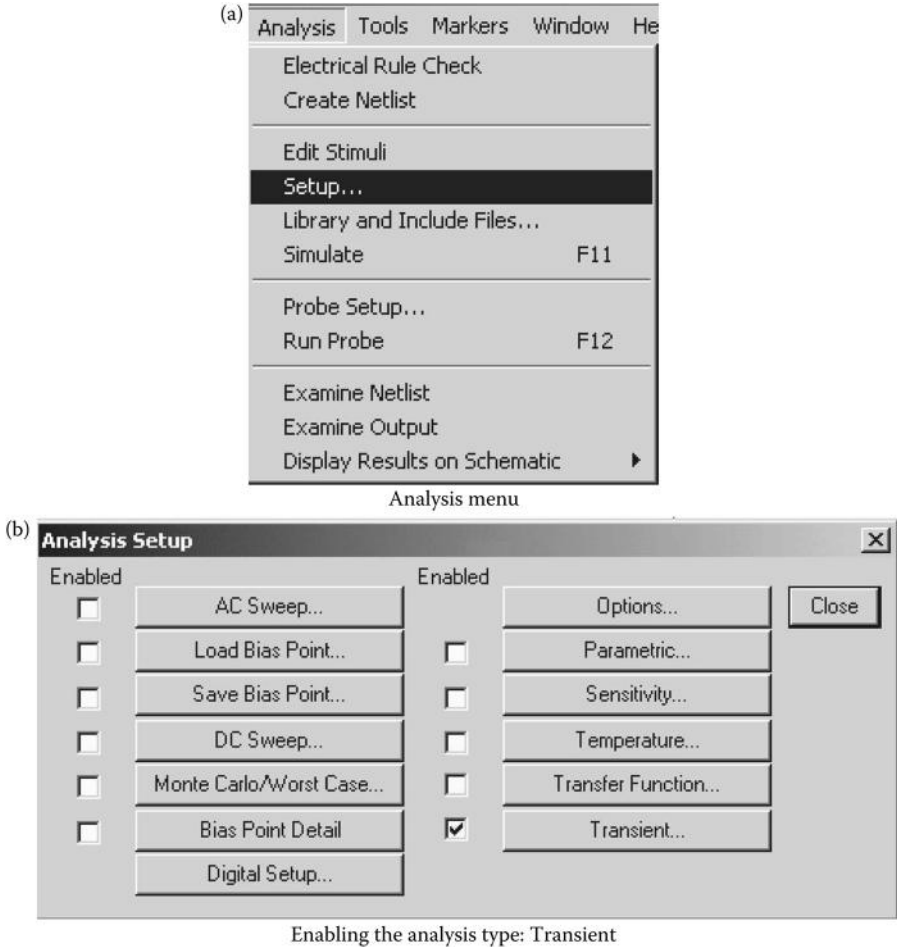 (a)
Analysis Tools Markers Window He
Electrical Rule Check
Create Netlist
Edit Stimuli
Setup...
Library and Include Files...
Simulate F11
Probe Setup...
Run Probe F12
Examine Netlist
Examine Output
Display Results on Schematic
Analysis menu
(b)
Analysis Setup
Enabled Enabled
AC Sweep... Options... Close
Load Bias Point... Parametric...
Save Bias Point... Sensitivity...
DC Sweep... Temperature...
Monte Carlo/Worst Case... Transfer Function...
Bias Point Detail Transient...
Digital Setup...
Enabling the analysis type: Transient